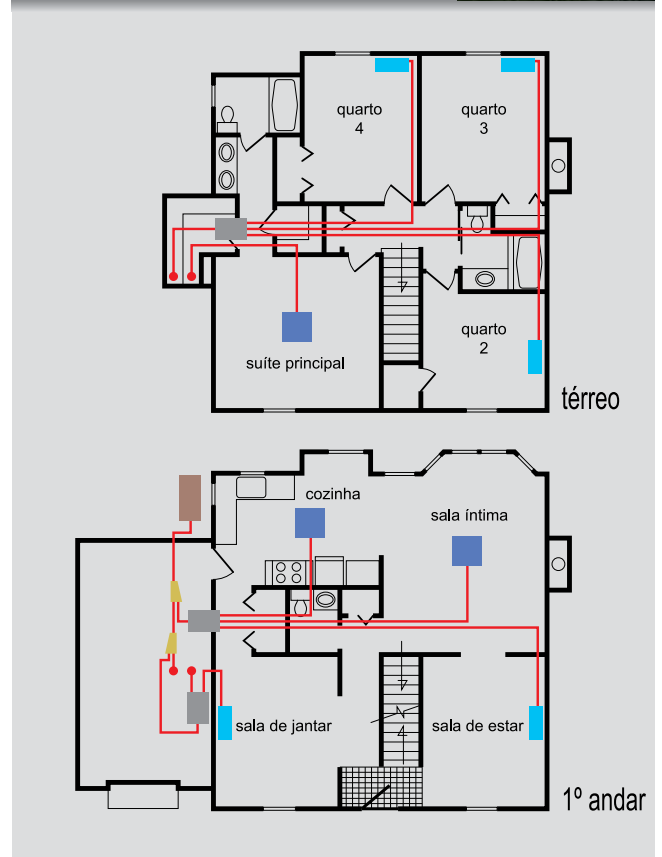 quarto
4
quarto
3
suíte principal
quarto
2
térreo
cozinha
sala íntima
sala de jantar
sala de estar
1º andar